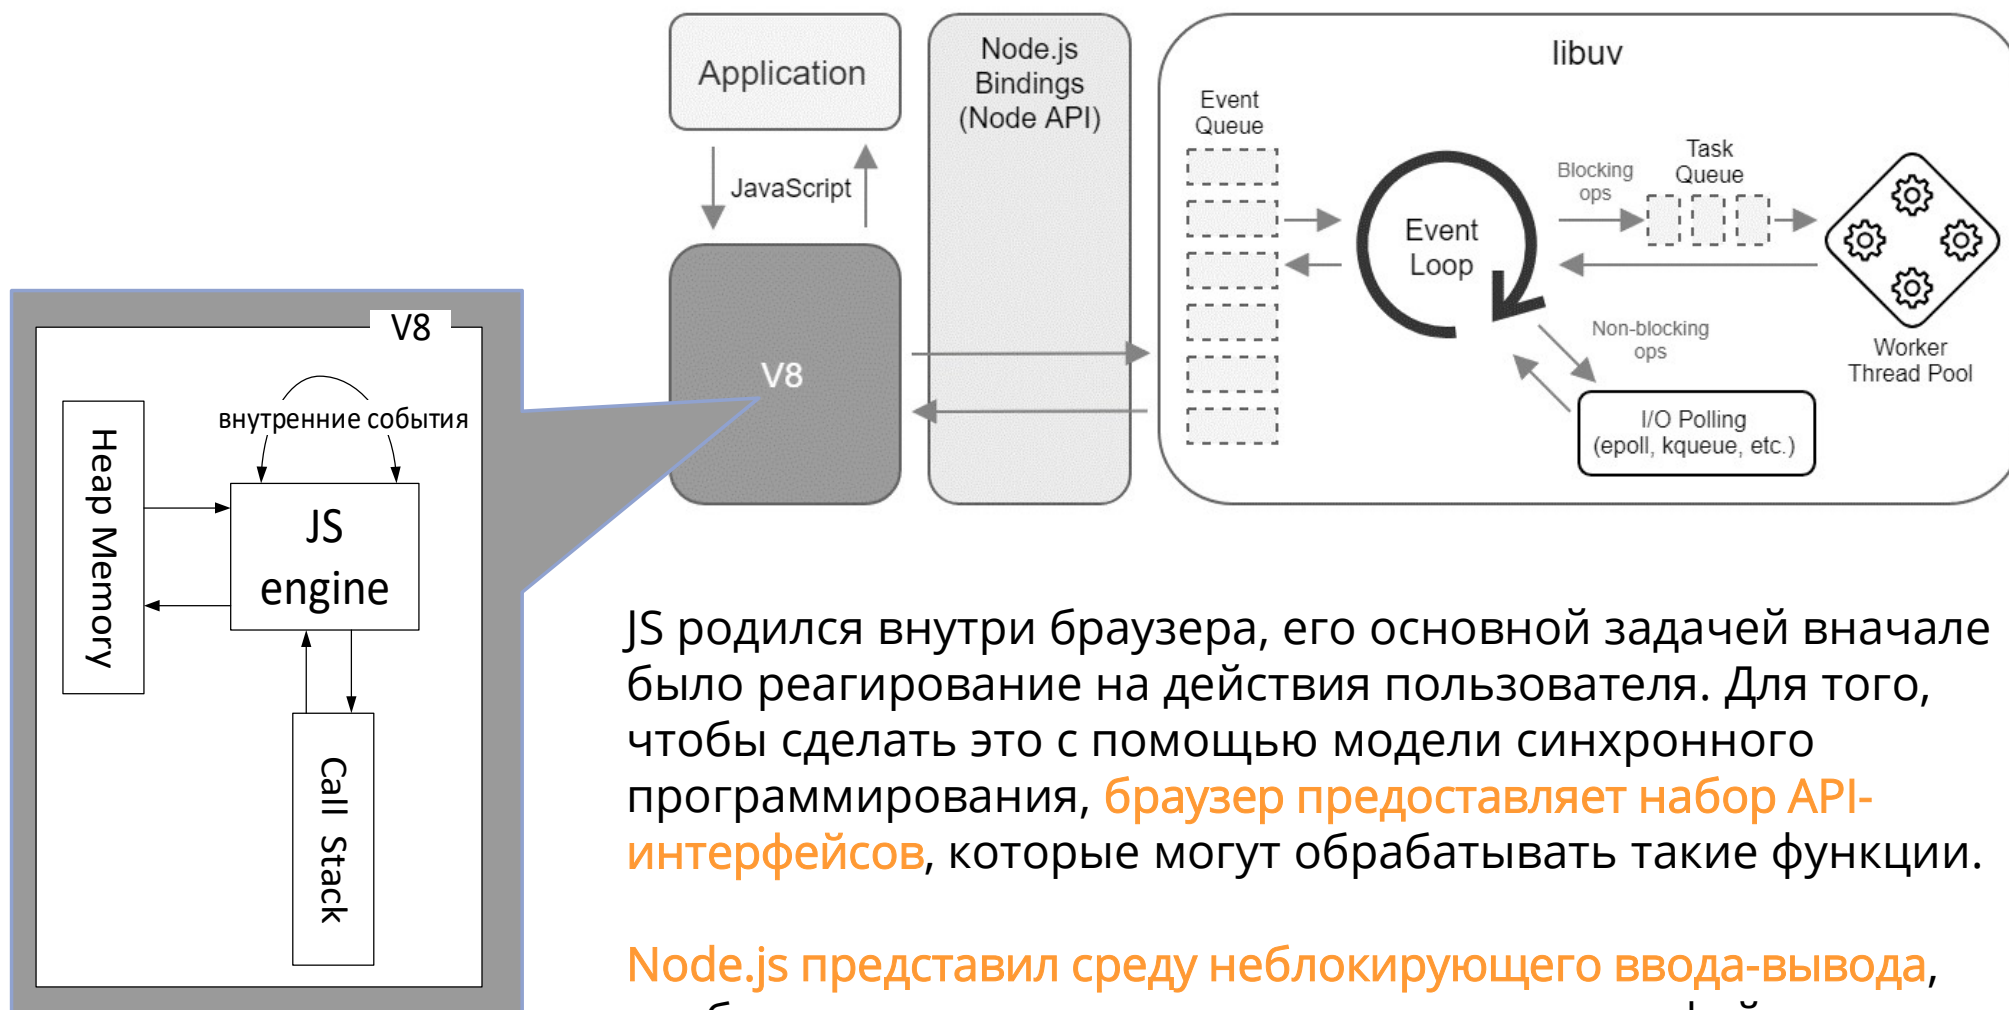 Application
JavaScript
V8
Node.js
Bindings
(Node API)
libuv
Event
Queue
Event
Loop
Blocking
ops
Task
Queue
Worker
Thread Pool
Non-blocking
ops
I/O Polling
(epoll, kqueue, etc.)
V8
внутренние события
Heap Memory
JS
engine
Call Stack
JS родился внутри браузера, его основной задачей вначале
было реагирование на действия пользователя. Для того,
чтобы сделать это с помощью модели синхронного
программирования, браузер предоставляет набор API-
интерфейсов, которые могут обрабатывать такие функции.
Node.js представил среду неблокирующего ввода-вывода,